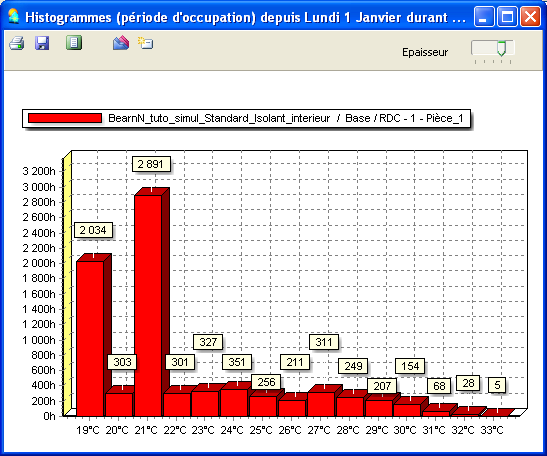 Histogrammes (période d'occupation) depuis Lundi 1 Janvier durant ...
Epaisseur
BearnN_tuto_simul_Standard_Isolant_interieur / Base / RDC - 1 - Pièce_1
3 200h
3 000h
2 800h
2 600h
2 400h
2 200h
2 000h
1 800h
1 600h
1 400h
1 200h
1 000h
800h
600h
400h
200h
0h
2 034
303
2 891
301
327
351
256
211
311
249
207
154
68
28
5
19°C 20°C 21°C 22°C 23°C 24°C 25°C 26°C 27°C 28°C 29°C 30°C 31°C 32°C 33°C